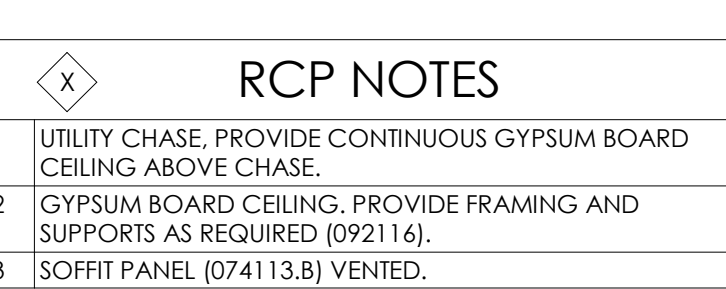 X RCP NOTES
UTILITY CHASE, PROVIDE CONTINUOUS GYPSUM BOARD
CEILING ABOVE CHASE.
2 GYPSUM BOARD CEILING. PROVIDE FRAMING AND
SUPPORTS AS REQUIRED (092116).
3 SOFFIT PANEL (074113.B) VENTED.